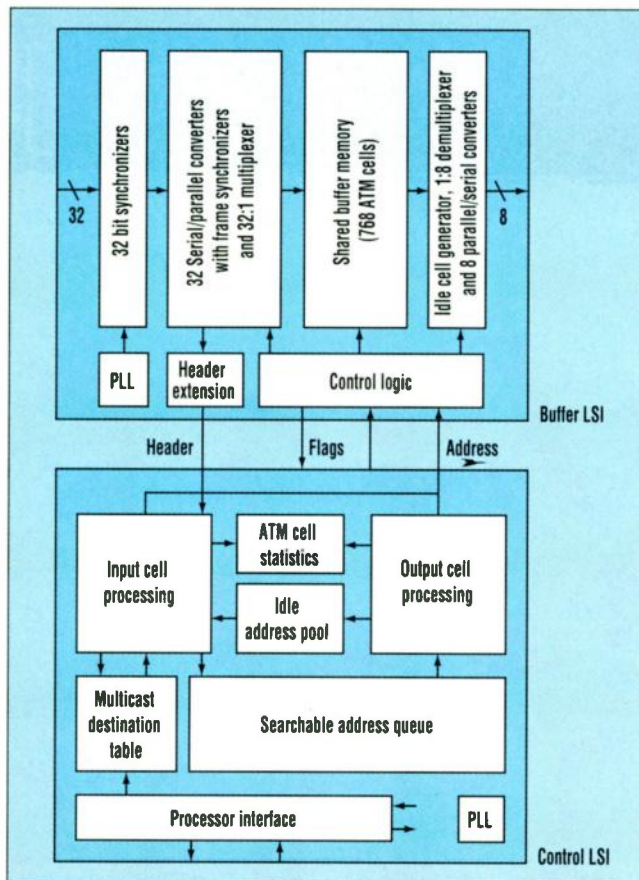 32
32 bit synchronizers
32 Serial/parallel converters
with frame synchronizers
and 32:1 multiplexer
Shared buffer memory
(768 ATM cells)
Idle cell generator, 1:8 demultiplexer
and 8 parallel/serial converters
8
PLL
Header
extension
Control logic
Buffer LSI
Header
Flags
Address
Input cell
processing
ATM cell
statistics
Output cell
processing
Idle
address pool
Multicast
destination
table
Searchable address queue
Processor interface
PLL
Control LSI